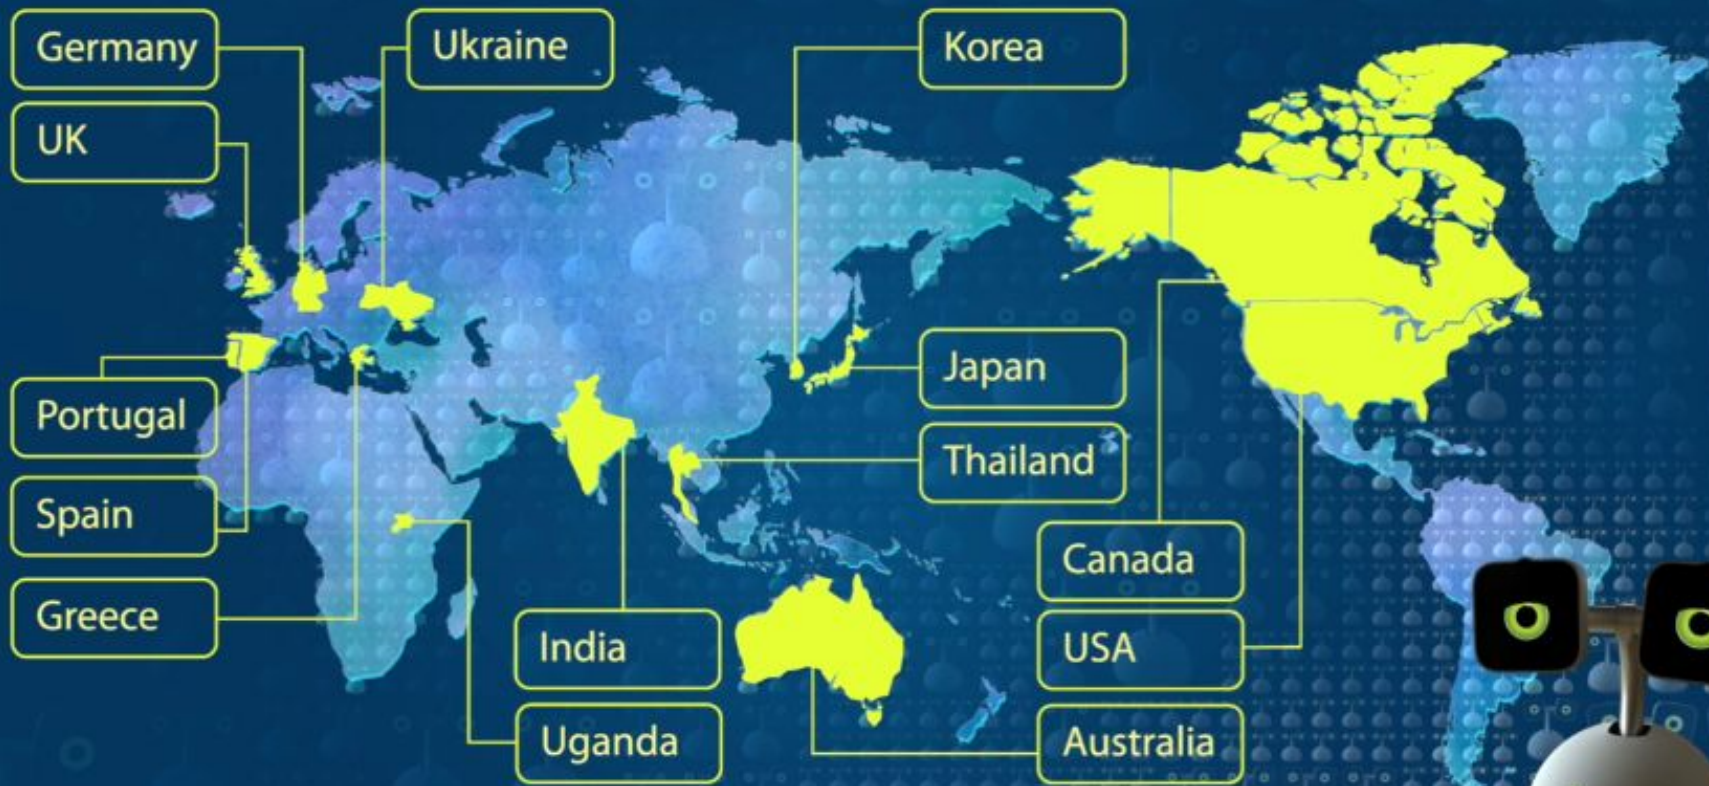 Germany
Ukraine
Korea
UK
Japan
Portugal
Thailand
Spain
Canada
Greece
India
USA
Uganda
Australia